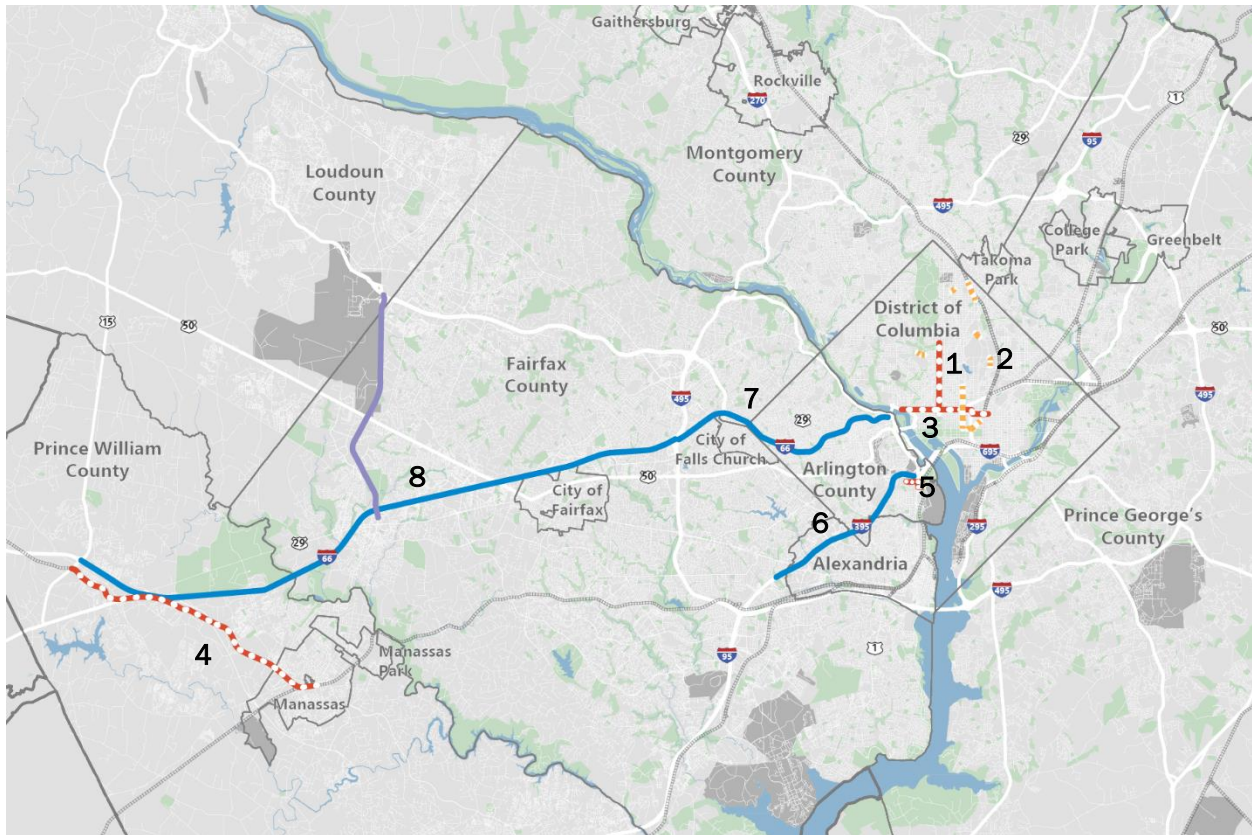 Gaithersburg
Rockville
270
1
29
95
Montgomery
County
Loudoun
County
495
College
Park
Greenbelt
Takoma
Park
15
50
District of
Columbia
50
Fairfax
County
1
2
495
7
29
3
City of
Falls Church
66
Prince William
County
8
50
Arlington
County
695
City of
Fairfax
5
6
395
295
Prince George's
County
29
66
Alexandria
495
4
Manassas
Park
95
1
Manassas